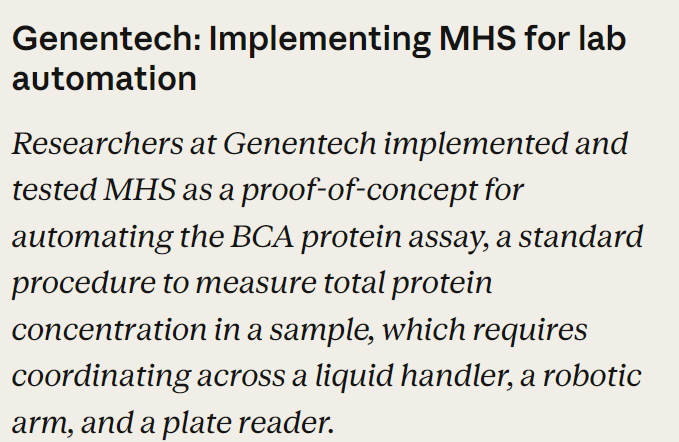 Genentech: Implementing MHS for lab
automation
Researchers at Genentech implemented and
tested MHS as a proof-of-concept for
automating the BCA protein assay, a standard
procedure to measure total protein
concentration in a sample, which requires
coordinating across a liquid handler, a robotic
arm, and a plate reader.